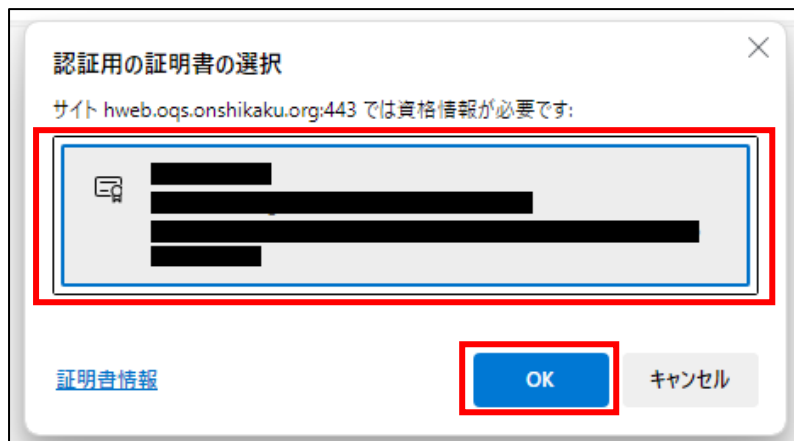 認証用の証明書の選択
サイト hweb.oqs.onshikaku.org:443 では資格情報が必要です:
証明書情報
OK
キャンセル